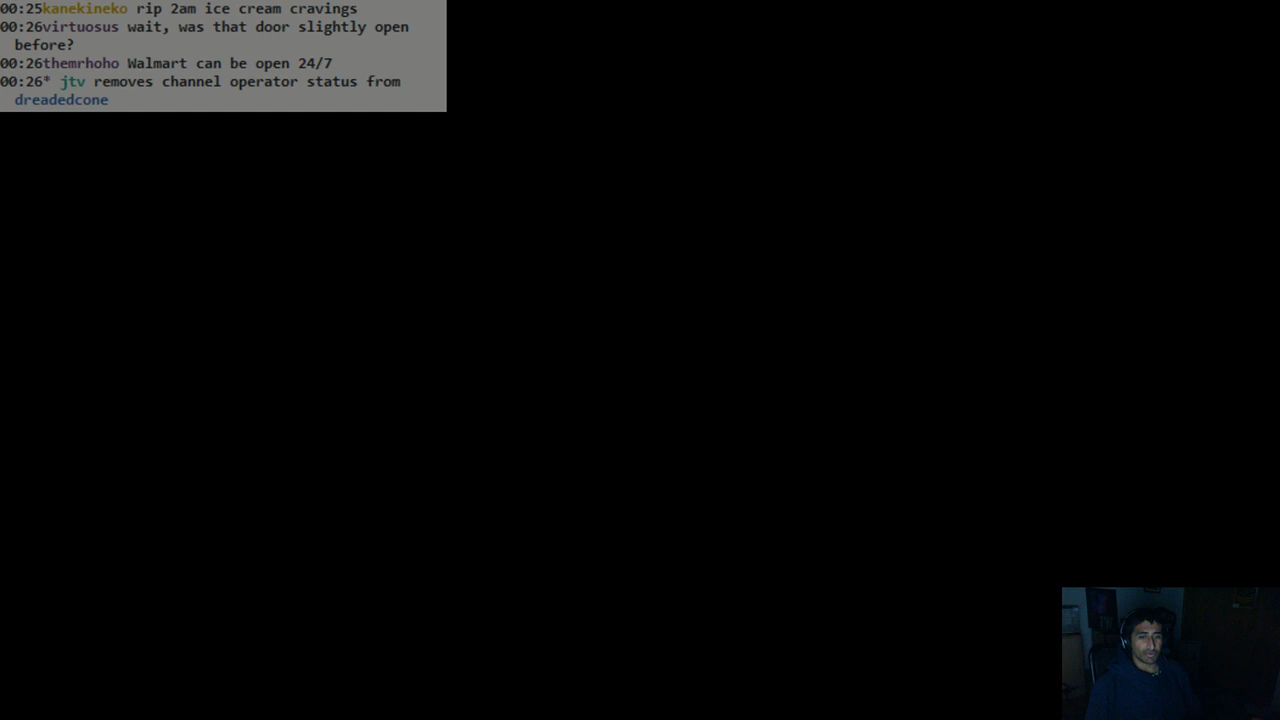 00:25kanekineko rip 2am ice cream cravings
00:26virtuosus wait, was that door slightly open
before?
00:26themrhoho Walmart can be open 24/7
00:26* jtv removes channel operator status from
dreadedcone